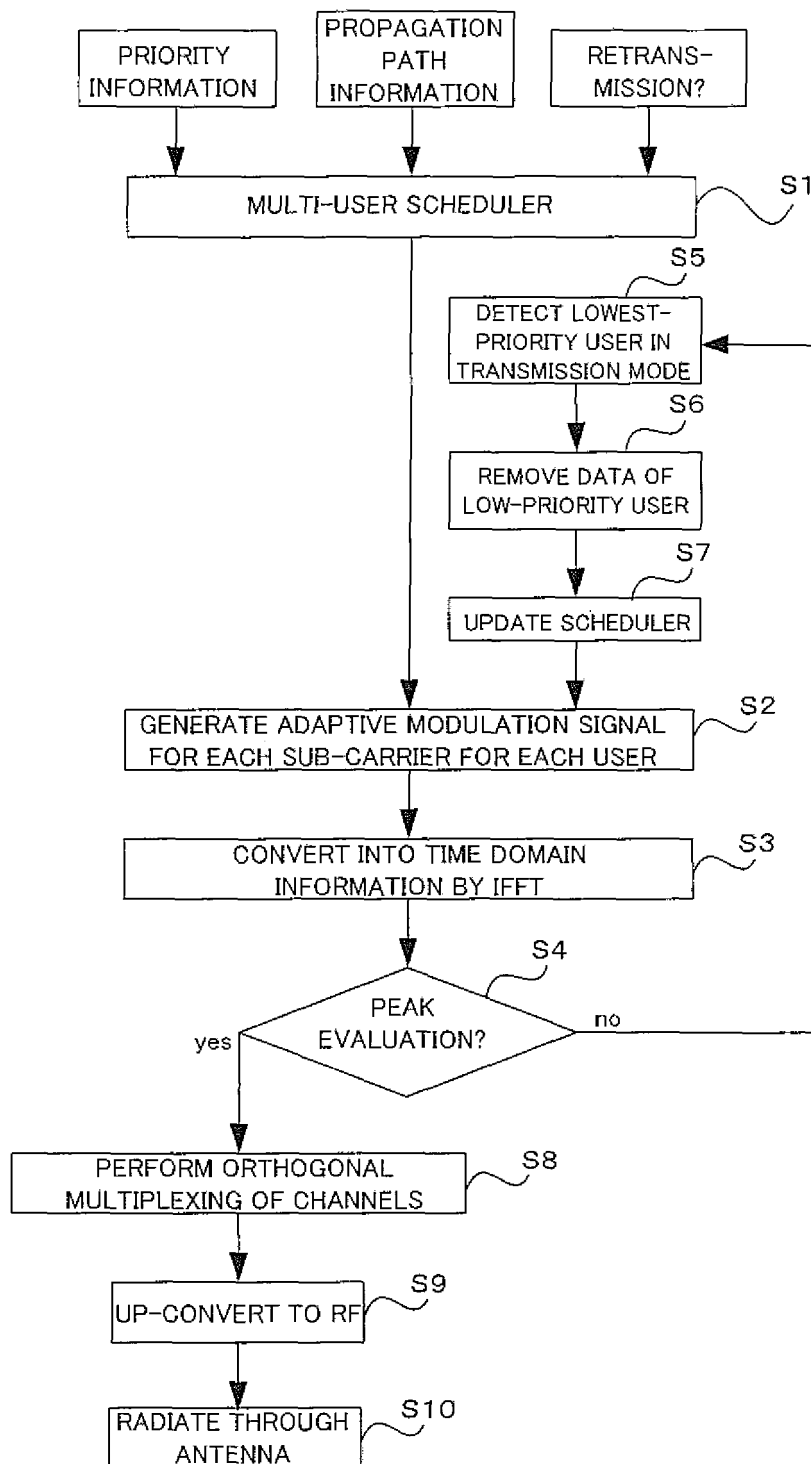 PRIORITY
INFORMATION
PROPAGATION
PATH
INFORMATION
RETRANS-
MISSION?
MULTI-USER SCHEDULER
S1
S5
DETECT LOWEST-
PRIORITY USER IN
TRANSMISSION MODE
S6
REMOVE DATA OF
LOW-PRIORITY USER
S7
UPDATE SCHEDULER
S2
GENERATE ADAPTIVE MODULATION SIGNAL
FOR EACH SUB-CARRIER FOR EACH USER
S3
CONVERT INTO TIME DOMAIN
INFORMATION BY IFFT
S4
PEAK
EVALUATION?
yes
no
PERFORM ORTHOGONAL
MULTIPLEXING OF CHANNELS
S8
UP-CONVERT TO RF
S9
RADIATE THROUGH
ANTENNA
S10